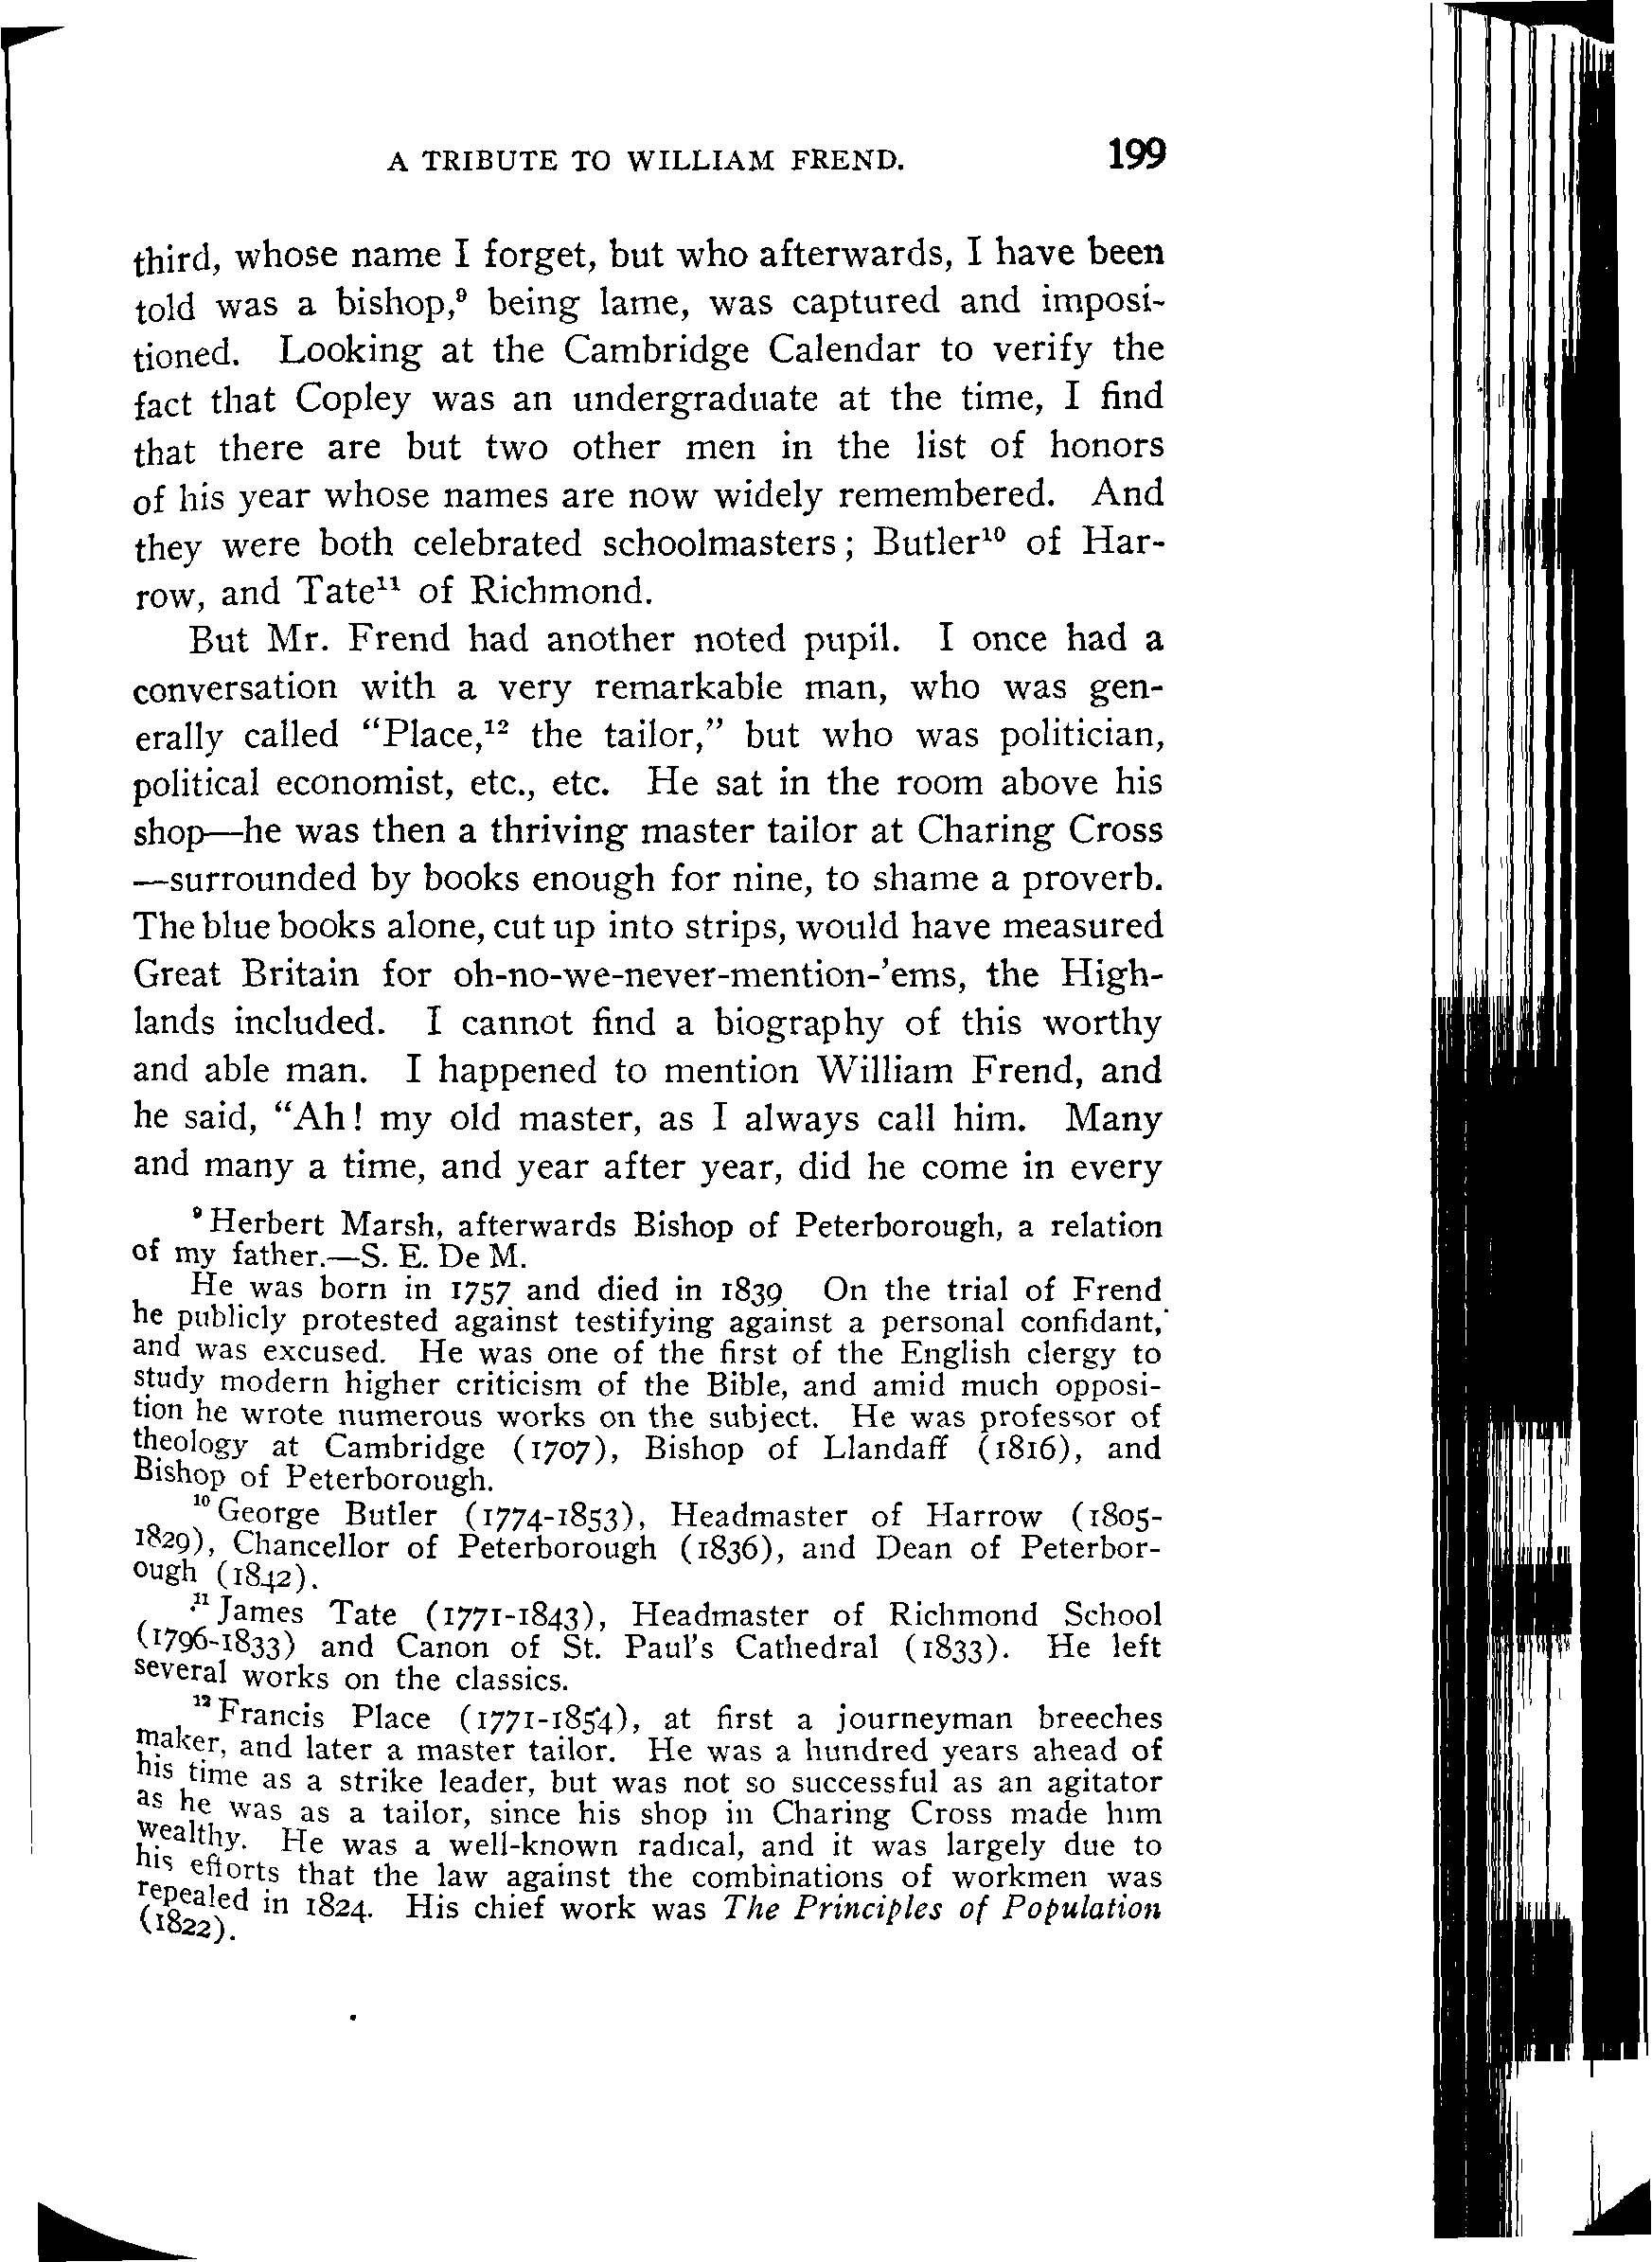 A TRIBUTE TO WILLIAM FREND. 199
third, whose name I forget, but who afterwards, I have been
told was a bishop,⁹ being lame, was captured and imposi-
tioned. Looking at the Cambridge Calendar to verify the
fact that Copley was an undergraduate at the time, I find
that there are but two other men in the list of honors
of his year whose names are now widely remembered. And
they were both celebrated schoolmasters; Butler¹⁰ of Har-
row, and Tate¹¹ of Richmond.
But Mr. Frend had another noted pupil. I once had a
conversation with a very remarkable man, who was gen-
erally called “Place,¹² the tailor,” but who was politician,
political economist, etc., etc. He sat in the room above his
shop—he was then a thriving master tailor at Charing Cross
—surrounded by books enough for nine, to shame a proverb.
The blue books alone, cut up into strips, would have measured
Great Britain for oh-no-we-never-mention-’ems, the High-
lands included. I cannot find a biography of this worthy
and able man. I happened to mention William Frend, and
he said, “Ah! my old master, as I always call him. Many
and many a time, and year after year, did he come in every
⁹ Herbert Marsh, afterwards Bishop of Peterborough, a relation
of my father.—S. E. De M.
He was born in 1757 and died in 1839 On the trial of Frend
he publicly protested against testifying against a personal confidant,
and was excused. He was one of the first of the English clergy to
study modern higher criticism of the Bible, and amid much opposi-
tion he wrote numerous works on the subject. He was professor of
theology at Cambridge (1707), Bishop of Llandaff (1816), and
Bishop of Peterborough.
¹⁰ George Butler (1774-1853), Headmaster of Harrow (1805-
1829), Chancellor of Peterborough (1836), and Dean of Peterbor-
ough (1842).
¹¹ James Tate (1771-1843), Headmaster of Richmond School
(1796-1833) and Canon of St. Paul’s Cathedral (1833). He left
several works on the classics.
¹² Francis Place (1771-1854), at first a journeyman breeches
maker, and later a master tailor. He was a hundred years ahead of
his time as a strike leader, but was not so successful as an agitator
as he was as a tailor, since his shop in Charing Cross made him
wealthy. He was a well-known radical, and it was largely due to
his efforts that the law against the combinations of workmen was
repealed in 1824. His chief work was The Principles of Population
(1822).